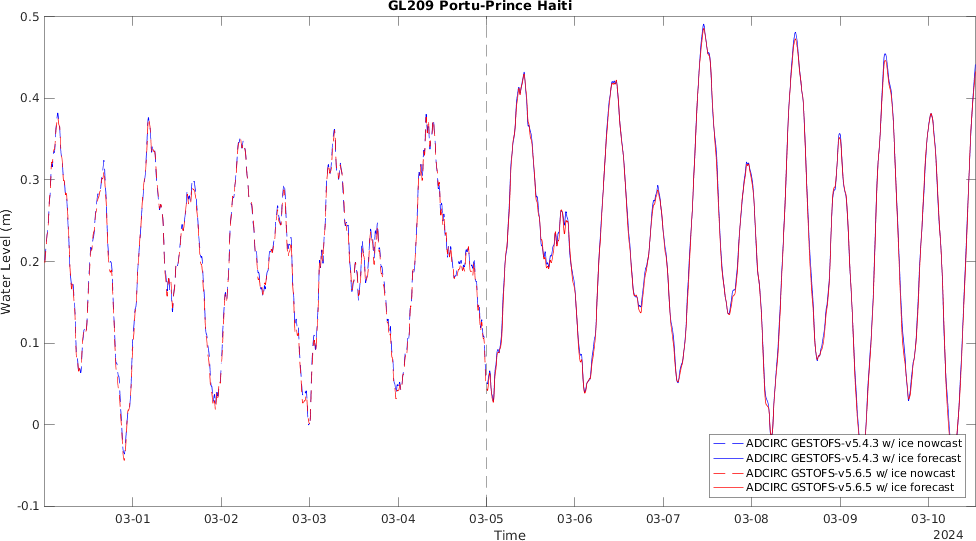 GL209 Portu-Prince Haiti
Water Level (m)
0.5
0.4
0.3
0.2
0.1
0
-0.1
03-01
03-02
03-03
03-04
03-05
03-06
03-07
03-08
03-09
03-10
Time
2024
ADCIRC GESTOFS-v5.4.3 w/ ice nowcast
ADCIRC GESTOFS-v5.4.3 w/ ice forecast
ADCIRC GSTOFS-v5.6.5 w/ ice nowcast
ADCIRC GSTOFS-v5.6.5 w/ ice forecast